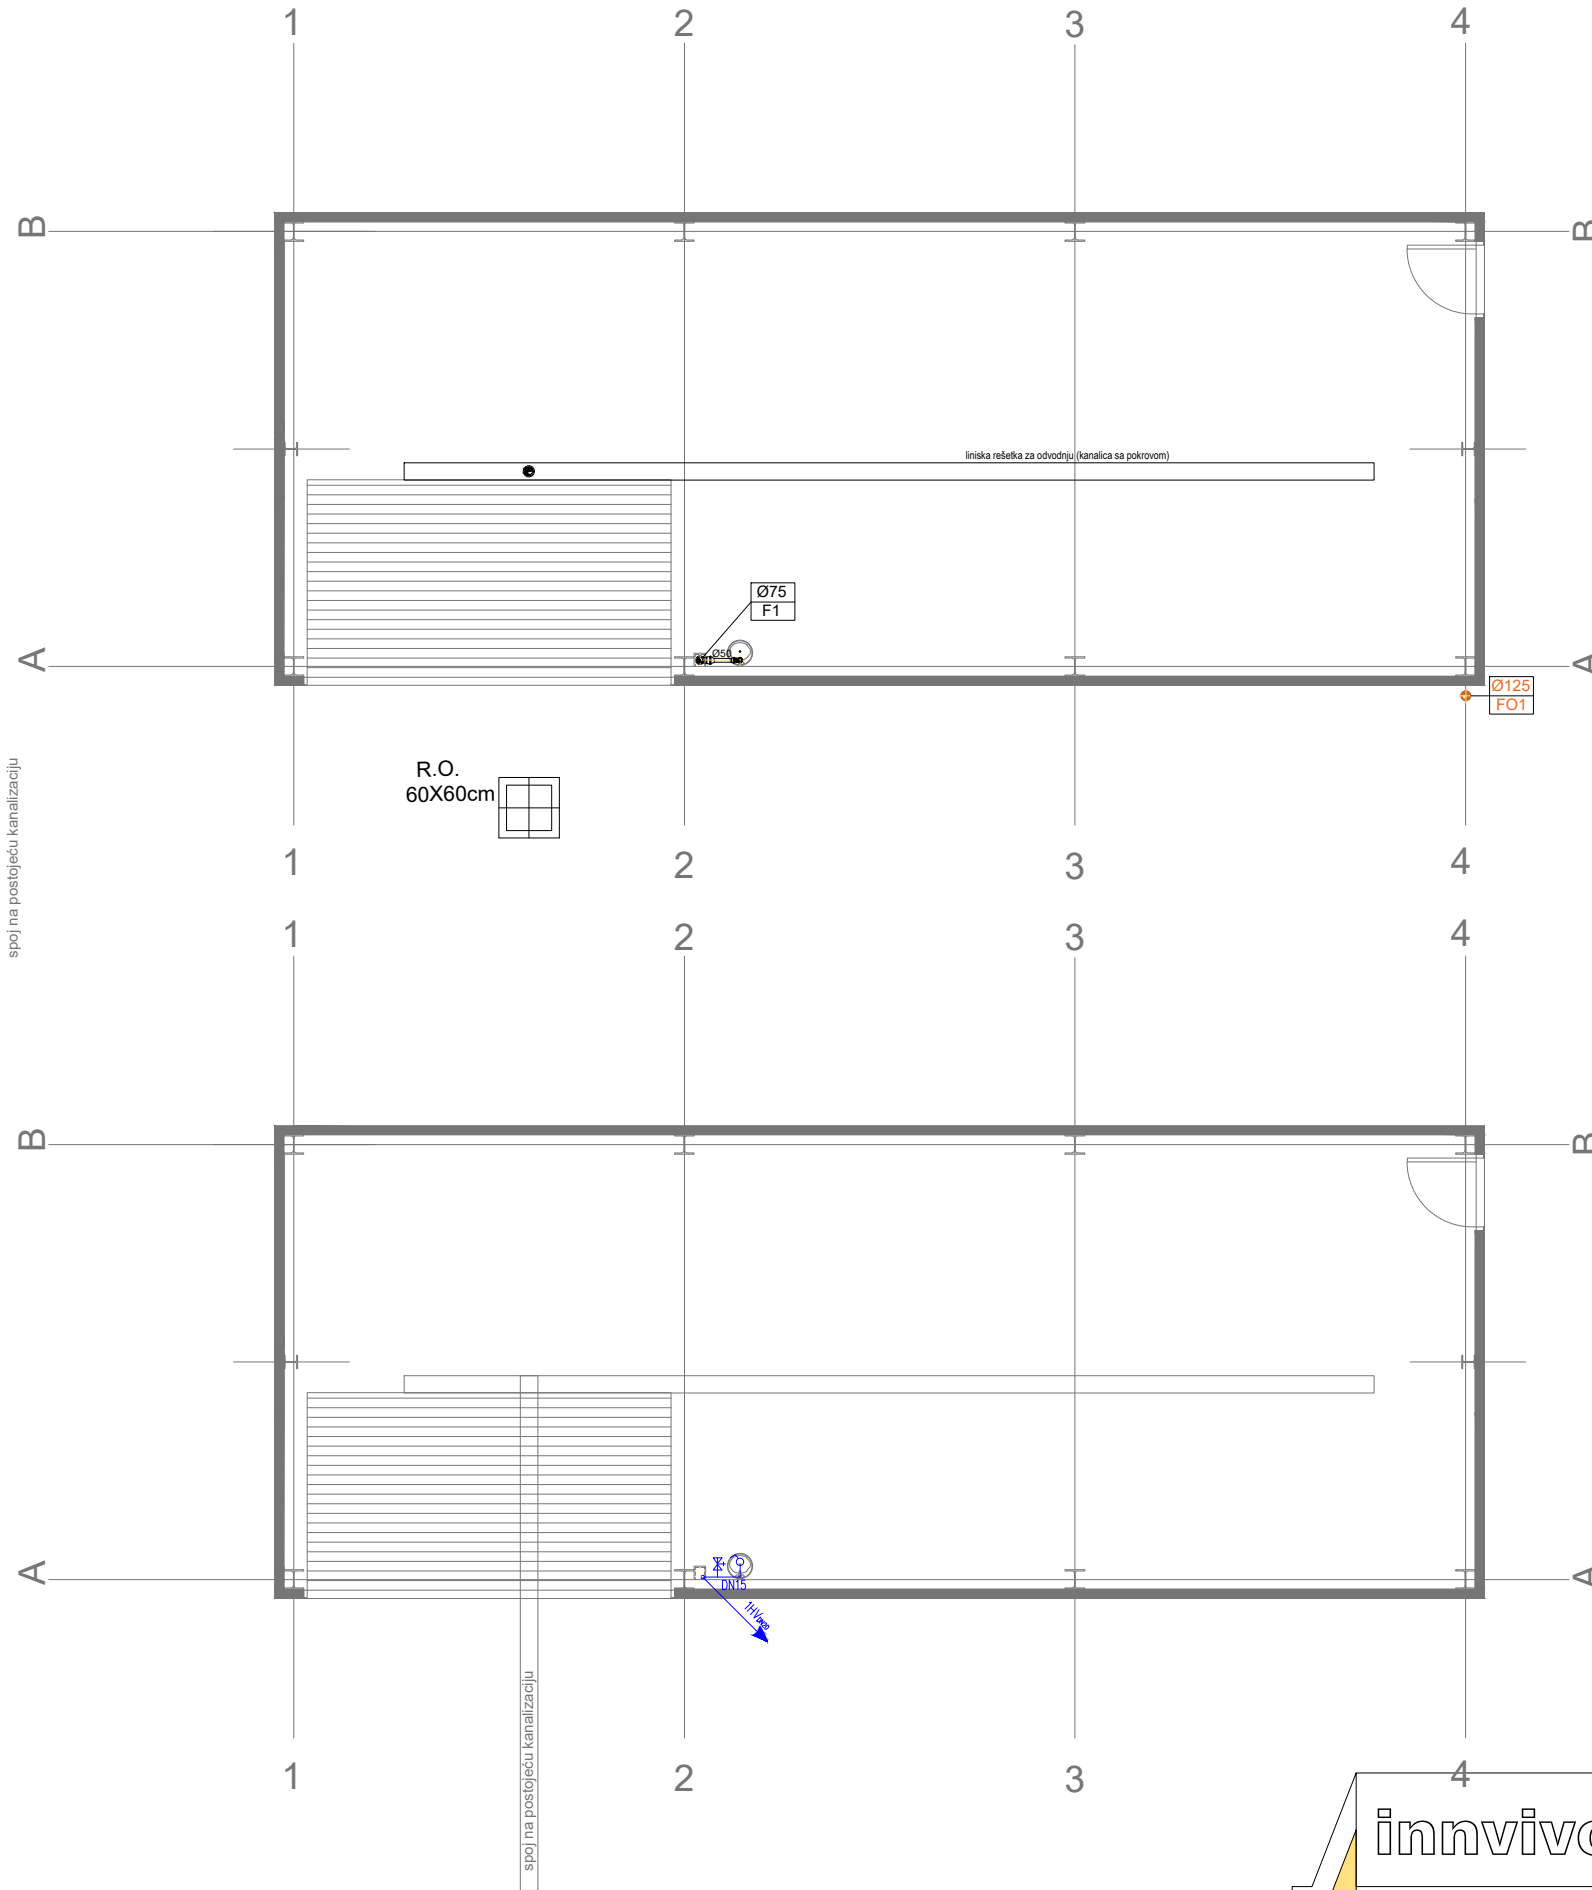 1 2 3 4
B B
liniska rešetka za odvodnju (kanalica sa pokrovom)
Ø75
F1
Ø50
A A
Ø125
FO1
R.O.
60X60cm
spoj na postojeću kanalizaciju
1 2 3 4
1 2 3 4
B B
A A
DN15
1HVDN20
spoj na postojeću kanalizaciju
1 2 3 4
innvivo